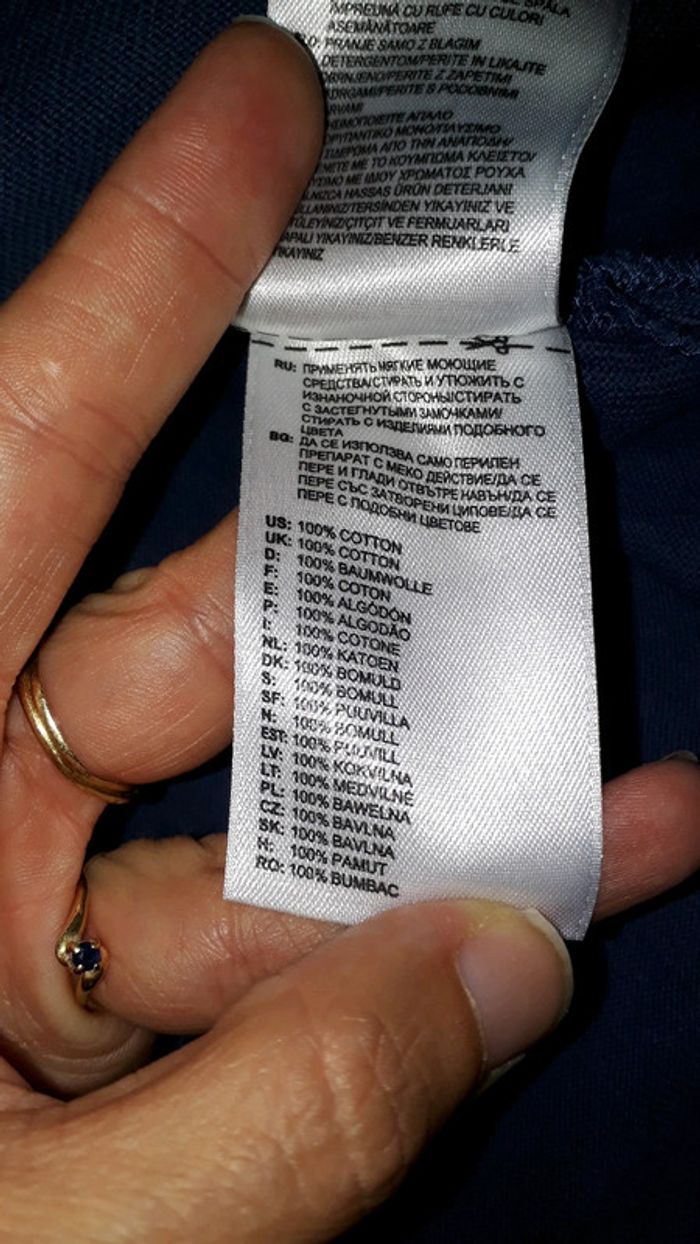 ÎMPREUNĂ CU RUFE CU CULORI
ASEMĂNĂTOARE
PRANJE SAMO Z BLAGIM
DETERGENTOM/PERITE IN LIKAJTE
OBRNJENO/PERITE Z ZAPETIMI
PERITE S PODOBNIMI
BARVAMI
ΧΡΗΣΙΜΟΠΟΙΕΙΤΕ ΑΠΑΛΟ
ΑΠΟΡΡΥΠΑΝΤΙΚΟ ΜΟΝΟ/ΠΛΥΣΙΜΟ
ΣΙΔΕΡΩΜΑ ΑΠΟ ΤΗΝ ΑΝΑΠΟΔΗ/
ΠΛΥΝΕΤΕ ΜΕ ΤΟ ΚΟΥΜΠΩΜΑ ΚΛΕΙΣΤΟ/
ΠΛΥΣΙΜΟ ΜΕ ΙΔΙΟΥ ΧΡΩΜΑΤΟΣ ΡΟΥΧΑ
YALNIZCA HASSAS ÜRÜN DETERJANI
KULLANINIZ/TERSİNDEN YIKAYINIZ VE
ÜTÜLEYİNİZ/ÇITÇIT VE FERMUARLARI
KAPALI YIKAYINIZ/BENZER RENKLERLE
YIKAYINIZ
RU: ПРИМЕНЯТЬ МЯГКИЕ МОЮЩИЕ
СРЕДСТВА/СТИРАТЬ И УТЮЖИТЬ С
ИЗНАНОЧНОЙ СТОРОНЫ/СТИРАТЬ
С ЗАСТЕГНУТЫМИ ЗАМОЧКАМИ/
СТИРАТЬ С ИЗДЕЛИЯМИ ПОДОБНОГО
ЦВЕТА
BG: ДА СЕ ИЗПОЛЗВА САМО ПЕРИЛЕН
ПРЕПАРАТ С МЕКО ДЕЙСТВИЕ/ДА СЕ
ПЕРЕ И ГЛАДИ ОТВЪТРЕ НАВЪН/ДА СЕ
ПЕРЕ СЪС ЗАТВОРЕНИ ЦИПОВЕ/ДА СЕ
ПЕРЕ С ПОДОБНИ ЦВЕТОВЕ
US: 100% COTTON
UK: 100% COTTON
D: 100% BAUMWOLLE
F: 100% COTON
E: 100% ALGODÓN
P: 100% ALGODÃO
I: 100% COTONE
NL: 100% KATOEN
DK: 100% BOMULD
S: 100% BOMULL
SF: 100% PUUVILLA
N: 100% BOMULL
EST: 100% PUUVILL
LV: 100% KOKVILNA
LT: 100% MEDVILNĖ
PL: 100% BAWEŁNA
CZ: 100% BAVLNA
SK: 100% BAVLNA
H: 100% PAMUT
RO: 100% BUMBAC